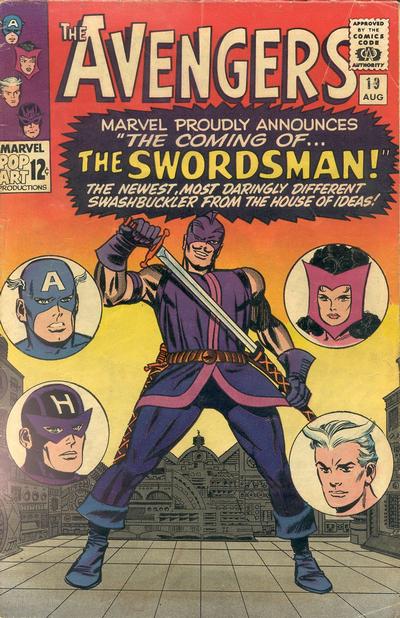 THE
AVENGERS
APPROVED
BY THE
COMICS
CODE
AUTHORITY
19
AUG
MARVEL
POP
ART
PRODUCTIONS
12¢
MARVEL PROUDLY ANNOUNCES
"THE COMING OF...
THE SWORDSMAN!"
THE NEWEST, MOST DARINGLY DIFFERENT
SWASHBUCKLER FROM THE HOUSE OF IDEAS!
A
H